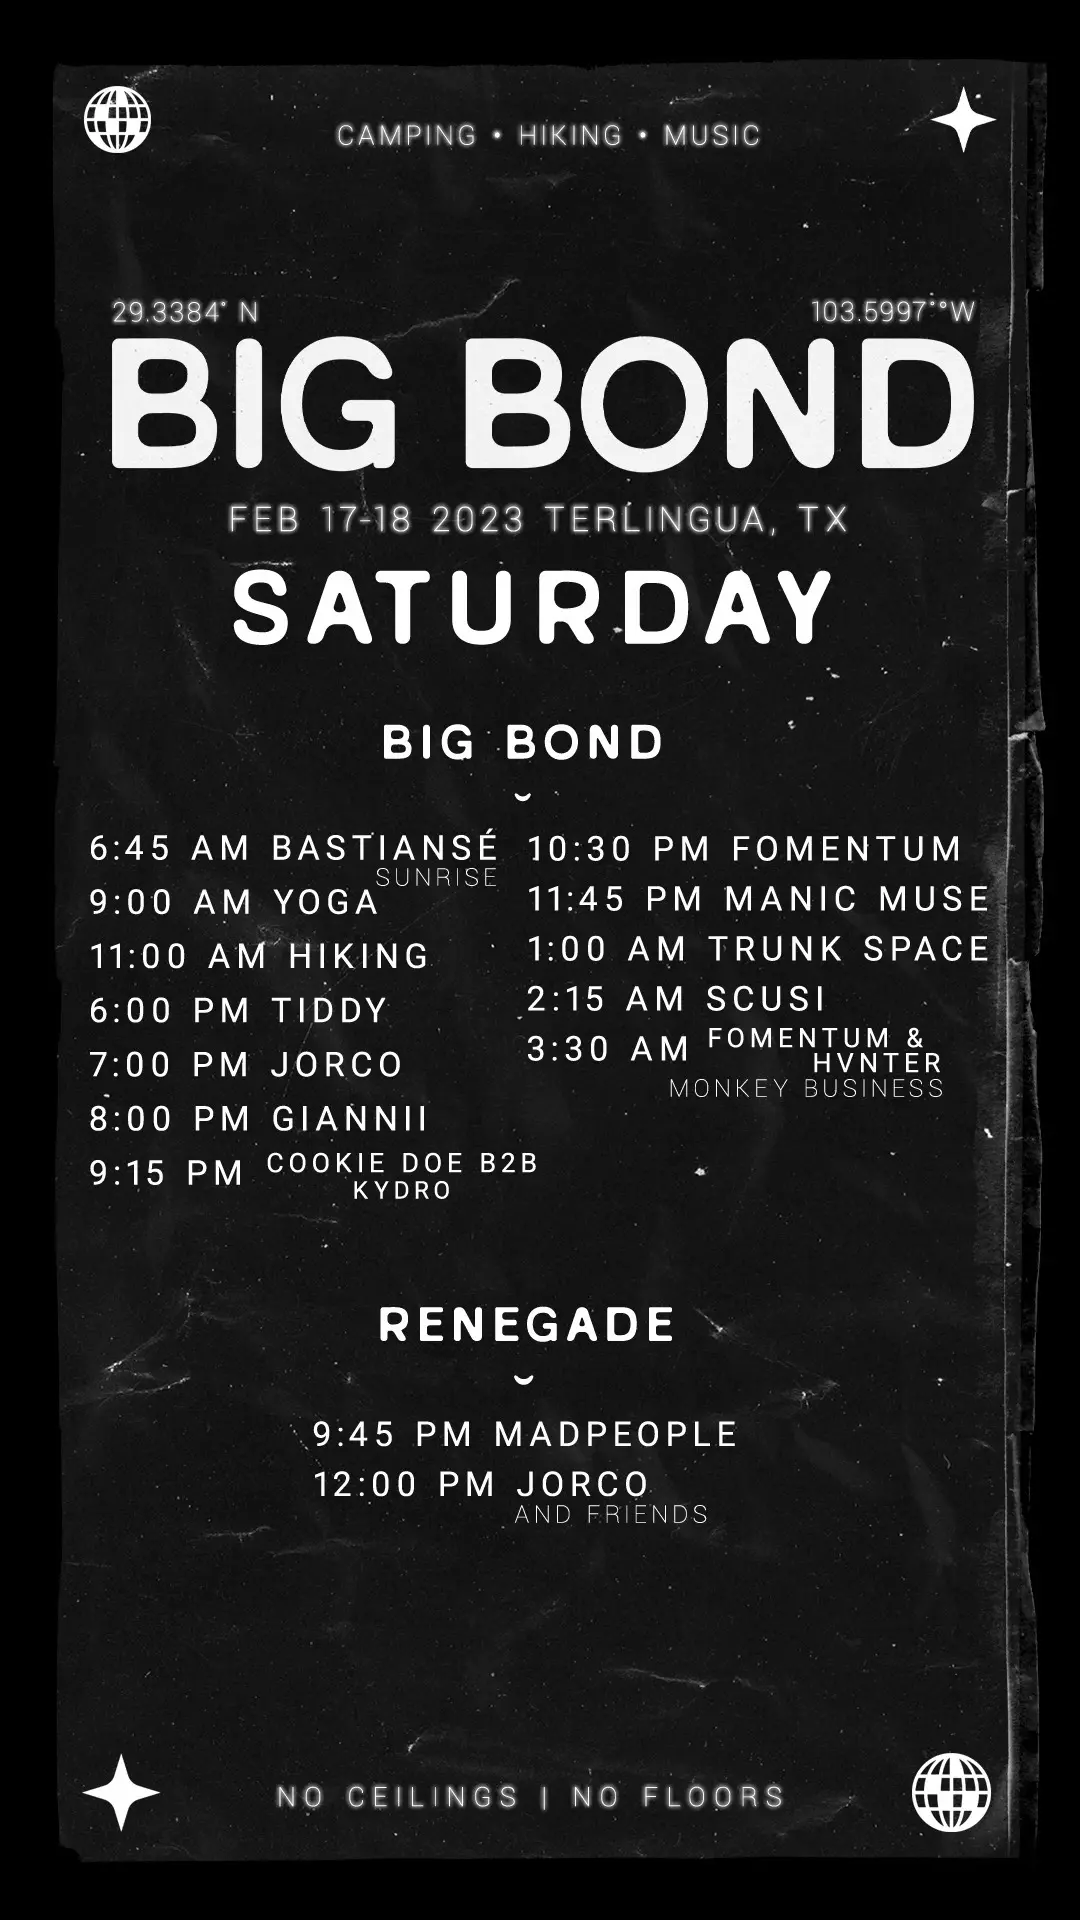 CAMPING • HIKING • MUSIC
29.3384° N
103.5997°°W
BIG BOND
FEB 17-18 2023 TERLINGUA, TX
SATURDAY
BIG BOND
6:45 AM BASTIANSÉ
SUNRISE
9:00 AM YOGA
11:00 AM HIKING
6:00 PM TIDDY
7:00 PM JORCO
8:00 PM GIANNII
9:15 PM COOKIE DOE B2B
KYDRO
10:30 PM FOMENTUM
11:45 PM MANIC MUSE
1:00 AM TRUNK SPACE
2:15 AM SCUSI
3:30 AM FOMENTUM &
HVNTER
MONKEY BUSINESS
RENEGADE
9:45 PM MADPEOPLE
12:00 PM JORCO
AND FRIENDS
NO CEILINGS | NO FLOORS